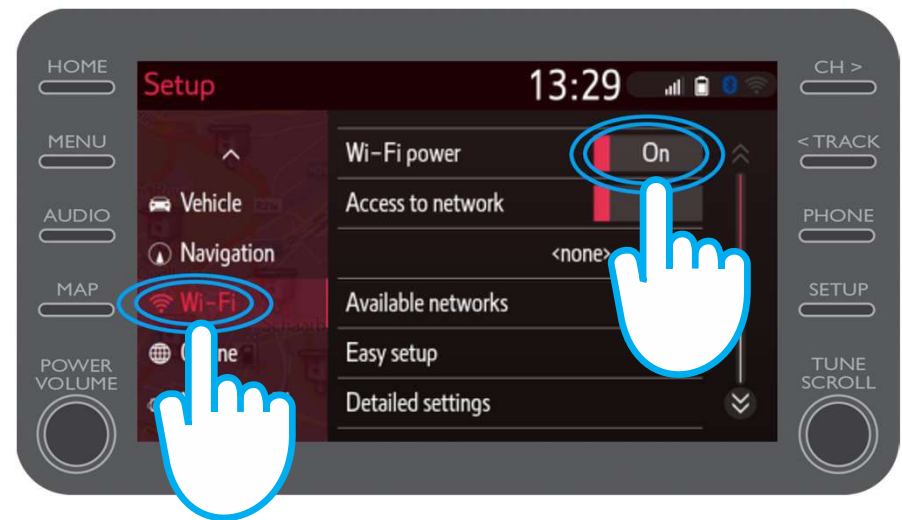 HOME
MENU
AUDIO
MAP
POWER
VOLUME
Setup
13:29
Vehicle
Navigation
Wi-Fi
Wi-Fi power
On
Access to network
<none>
Available networks
Easy setup
Detailed settings
CH >
< TRACK
PHONE
SETUP
TUNE
SCROLL